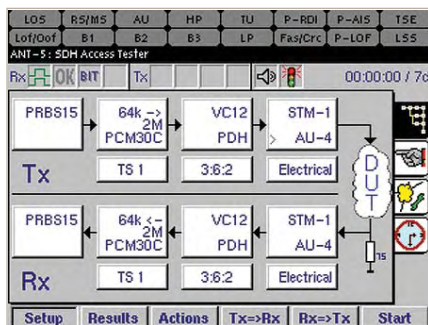 LOS RS/MS AU HP TU P-RDI P-AIS TSE
Lof/Oof B1 B2 B3 LP Fas/Crc P-LOF LSS
ANT-5: SDH Access Tester
Rx OK BIT Tx 00:00:00 / 7c
PRBS15 64k -> VC12 STM-1
2M
PCM30C PDH > AU-4
Tx TS 1 3:6:2 Electrical
DUT
PRBS15 64k <- VC12 STM-1
2M
PCM30C PDH AU-4
75
Rx TS 1 3:6:2 Electrical
Setup Results Actions Tx=>Rx Rx=>Tx Start